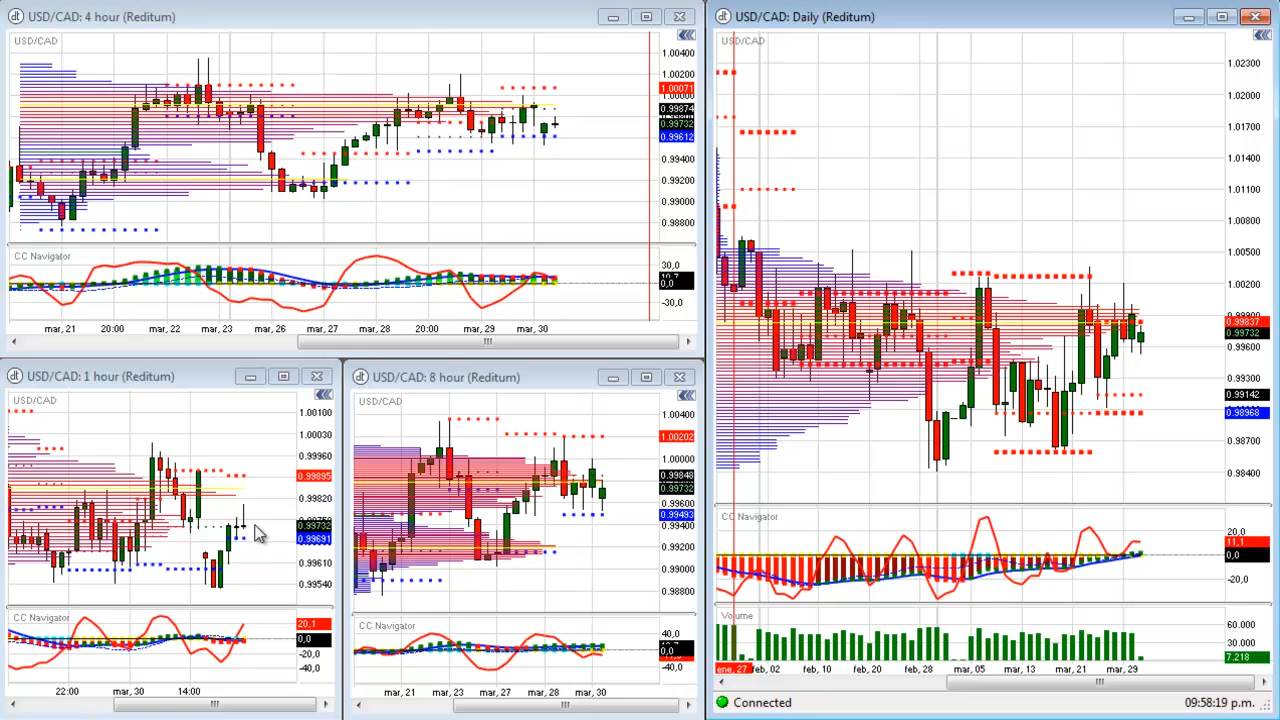 USD/CAD: 4 hour (Reditum)
USD/CAD
1.00400
1.00200
1.00071
1.00000
0.99874
0.99732
0.99612
0.99400
0.99200
0.99000
0.98800
CC Navigator
30,0
0,0
-30,0
mar, 21
20:00
mar, 22
mar, 23
mar, 26
mar, 27
mar, 28
mar, 29
mar, 30
USD/CAD: Daily (Reditum)
USD/CAD
1.02300
1.02000
1.01700
1.01400
1.01100
1.00800
1.00500
1.00200
0.99837
0.99732
0.99600
0.99300
0.99142
0.98968
0.98700
0.98400
CC Navigator
20,0
11,1
0,0
-20,0
Volume
60.000
30.000
7.218
ene, 27
feb, 02
feb, 10
feb, 20
feb, 28
mar, 05
mar, 13
mar, 21
mar, 29
Connected
09:58:19 p.m.
USD/CAD: 1 hour (Reditum)
USD/CAD
1.00100
1.00030
0.99960
0.99895
0.99820
0.99732
0.99691
0.99610
0.99540
CC Navigator
20,1
0,0
-20,0
-40,0
22:00
mar, 30
14:00
USD/CAD: 8 hour (Reditum)
USD/CAD
1.00400
1.00202
1.00000
0.99848
0.99732
0.99600
0.99493
0.99400
0.99200
0.99000
0.98800
CC Navigator
40,0
0,0
-40,0
mar, 21
mar, 23
mar, 27
mar, 28
mar, 30